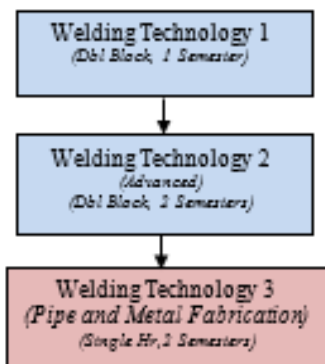 Welding Technology 1
(Dbl Block, 1 Semester)
Welding Technology 2
(Advanced)
(Dbl Block, 2 Semesters)
Welding Technology 3
(Pipe and Metal Fabrication)
(Single Hr,2 Semesters)